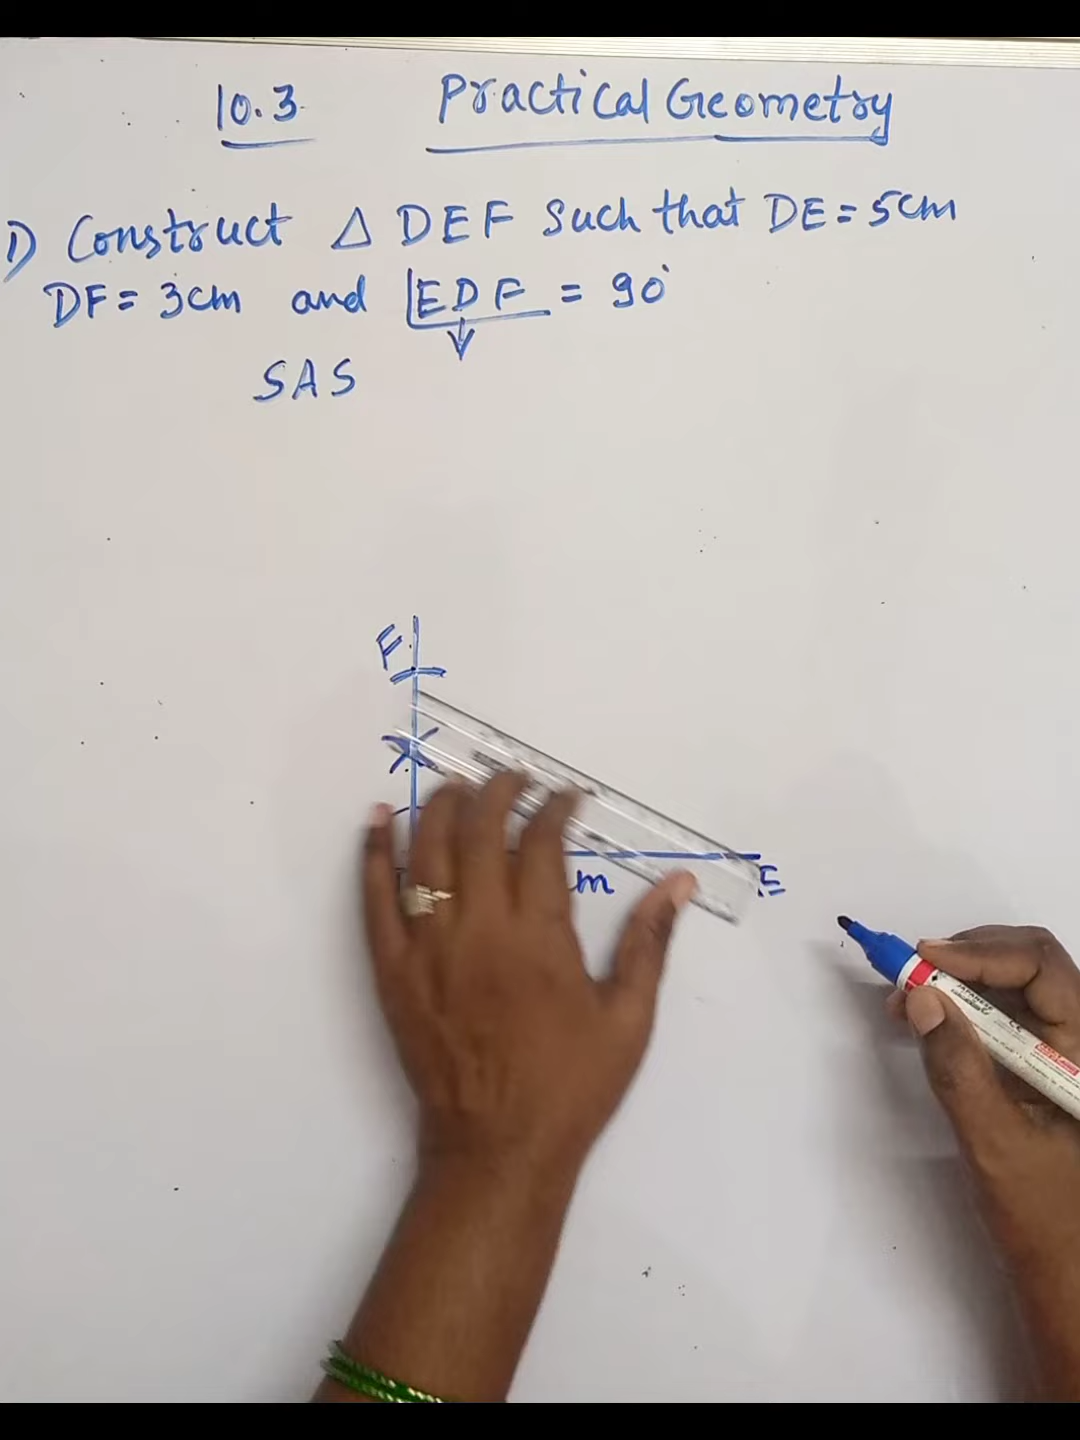 10.3 Practical Geometry
1) Construct Δ DEF such that DE = 5cm
DF = 3cm and ∠EDF = 90°
SAS
F
m
E